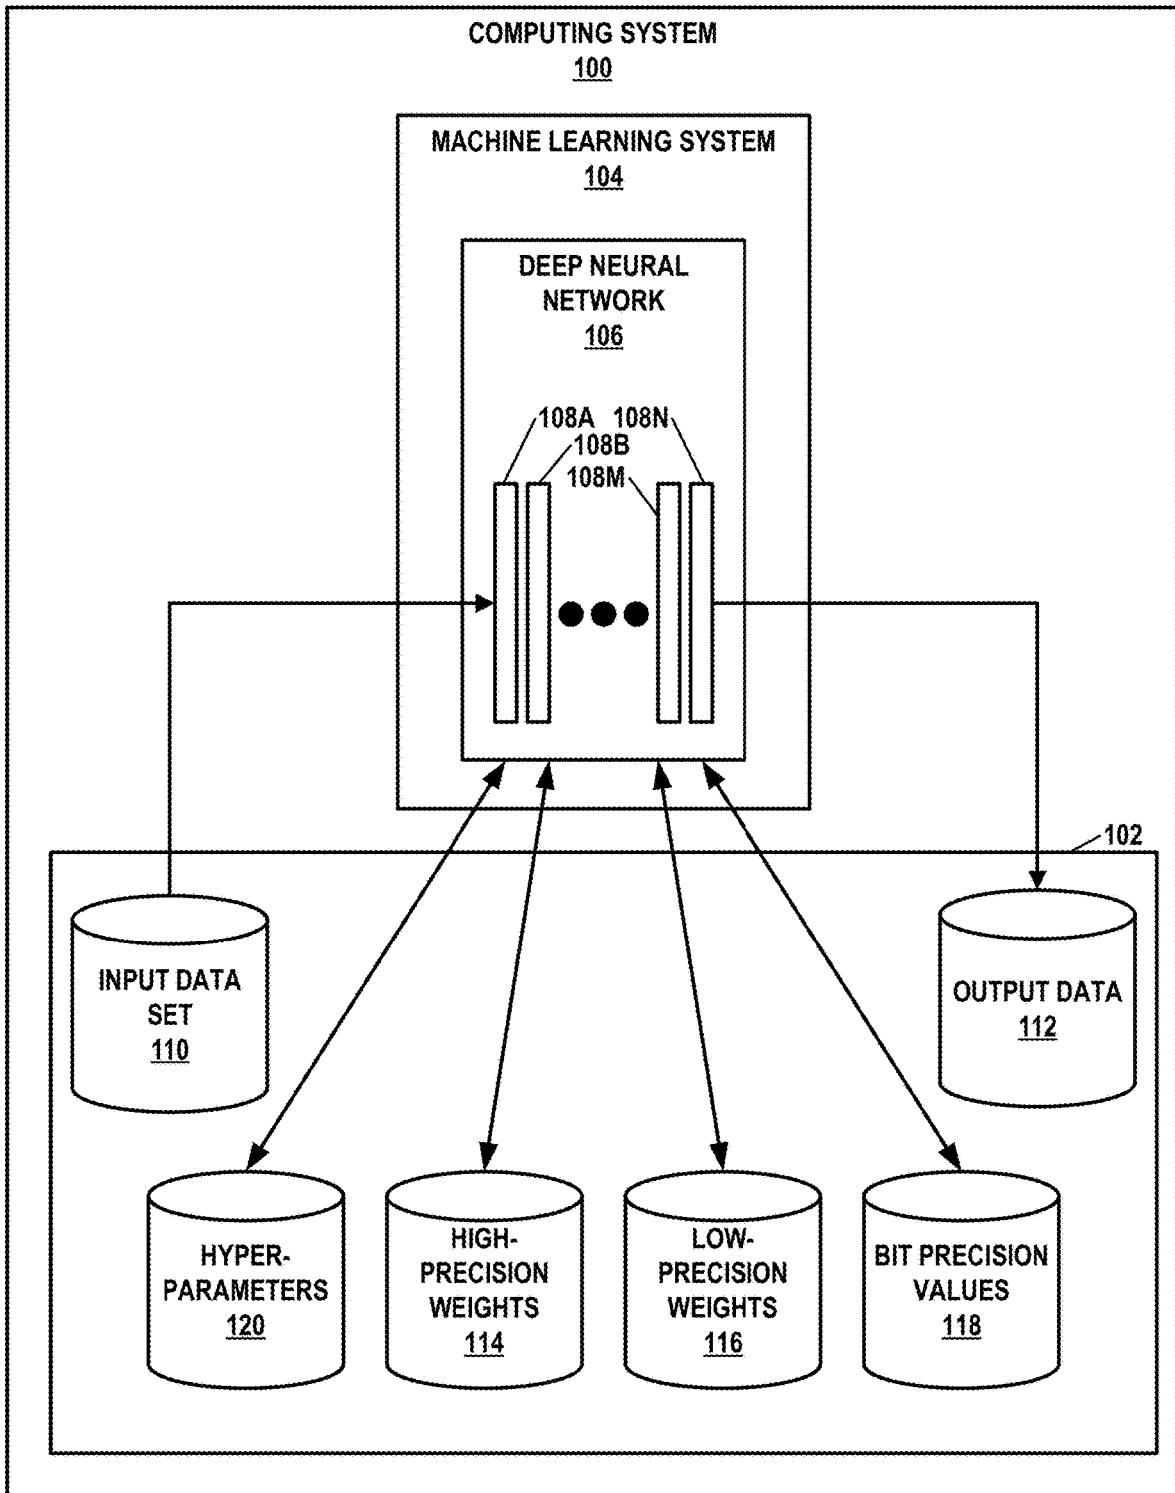 COMPUTING SYSTEM
100
MACHINE LEARNING SYSTEM
104
DEEP NEURAL
NETWORK
106
108A 108N
108B
108M
102
INPUT DATA
SET
110
OUTPUT DATA
112
HYPER-
PARAMETERS
120
HIGH-
PRECISION
WEIGHTS
114
LOW-
PRECISION
WEIGHTS
116
BIT PRECISION
VALUES
118